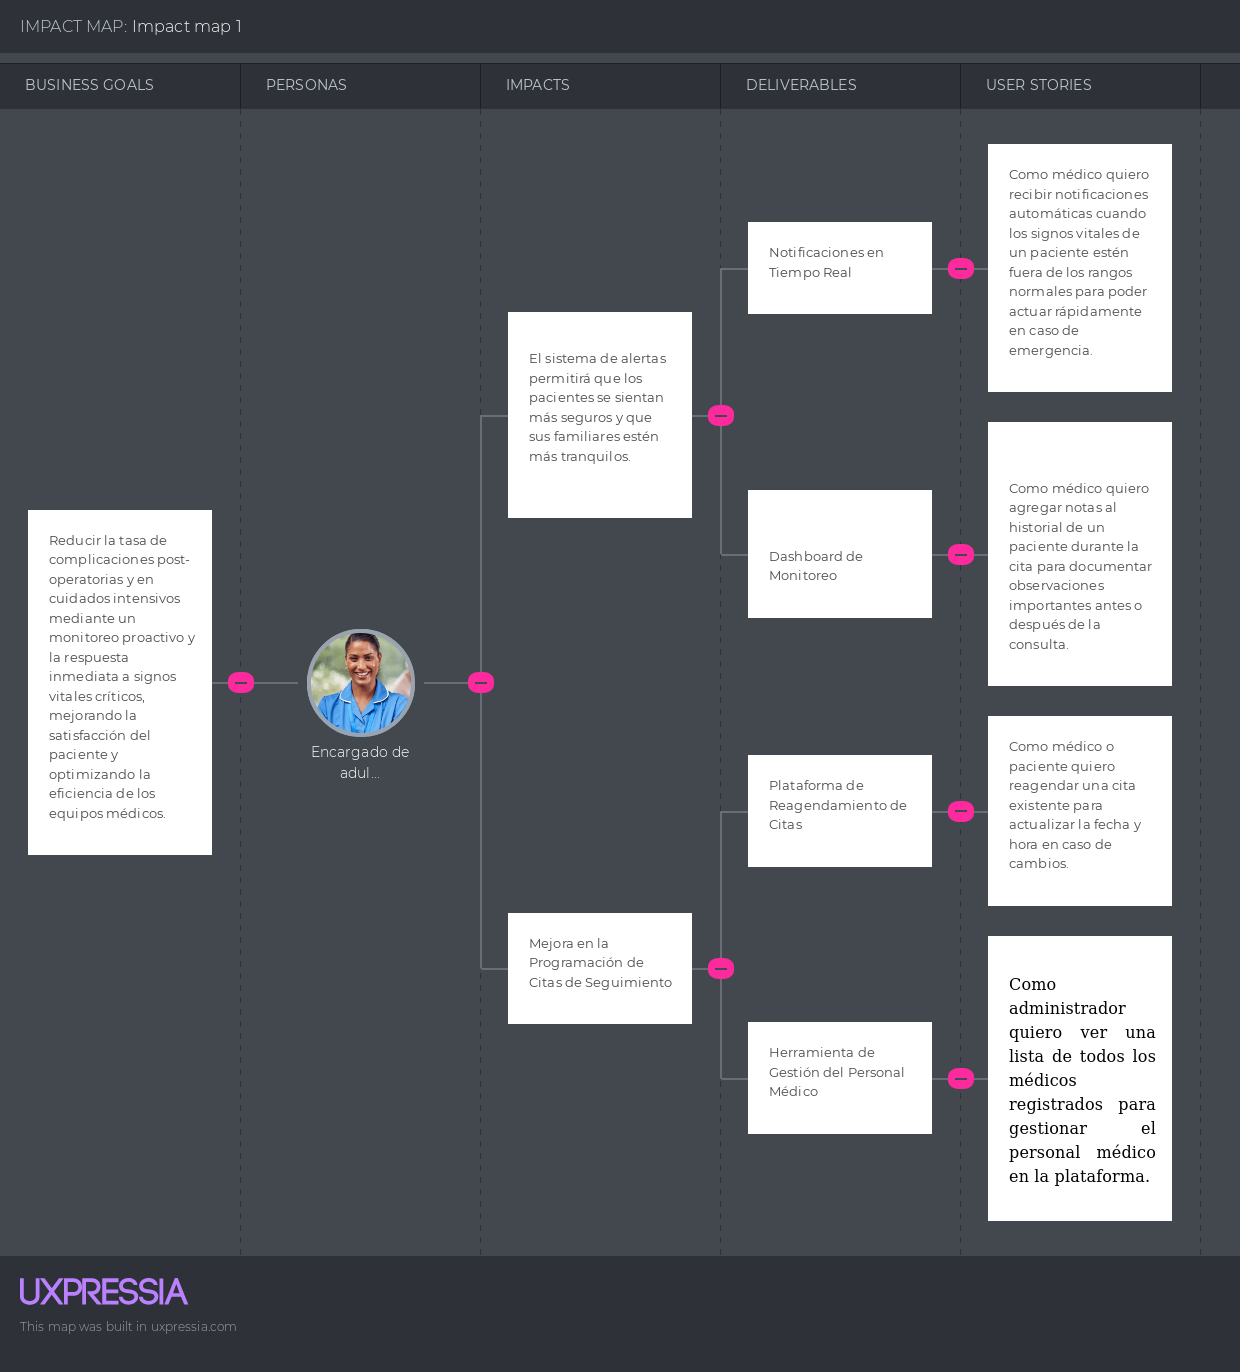 IMPACT MAP: Impact map 1
BUSINESS GOALS
PERSONAS
IMPACTS
DELIVERABLES
USER STORIES
Reducir la tasa de
complicaciones post-
operatorias y en
cuidados intensivos
mediante un
monitoreo proactivo y
la respuesta
inmediata a signos
vitales críticos,
mejorando la
satisfacción del
paciente y
optimizando la
eficiencia de los
equipos médicos.
Encargado de
adul...
El sistema de alertas
permitirá que los
pacientes se sientan
más seguros y que
sus familiares estén
más tranquilos.
Notificaciones en
Tiempo Real
Como médico quiero
recibir notificaciones
automáticas cuando
los signos vitales de
un paciente estén
fuera de los rangos
normales para poder
actuar rápidamente
en caso de
emergencia.
Dashboard de
Monitoreo
Como médico quiero
agregar notas al
historial de un
paciente durante la
cita para documentar
observaciones
importantes antes o
después de la
consulta.
Mejora en la
Programación de
Citas de Seguimiento
Plataforma de
Reagendamiento de
Citas
Como médico o
paciente quiero
reagendar una cita
existente para
actualizar la fecha y
hora en caso de
cambios.
Herramienta de
Gestión del Personal
Médico
Como
administrador
quiero ver una
lista de todos los
médicos
registrados para
gestionar el
personal médico
en la plataforma.
UXPRESSIA
This map was built in uxpressia.com